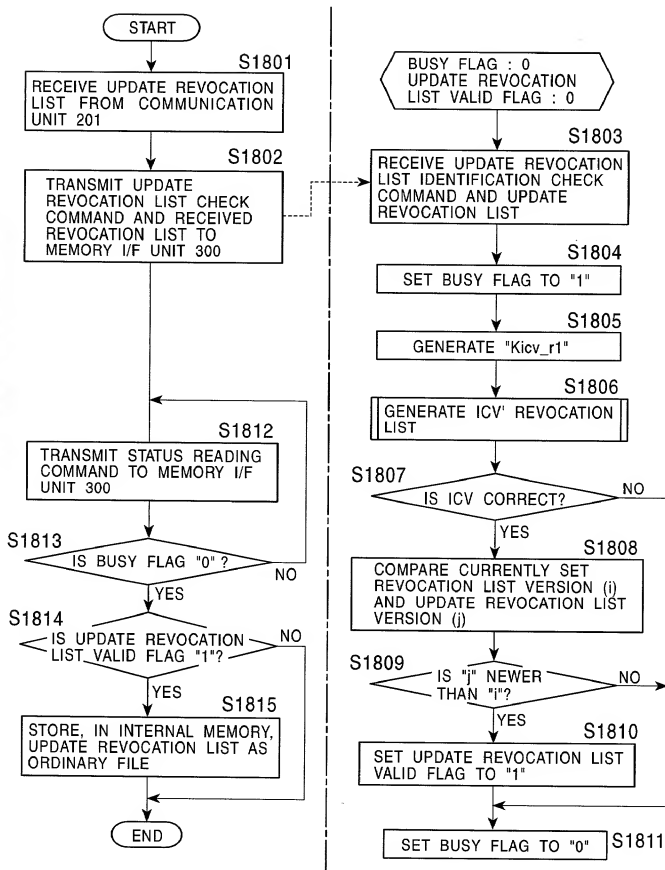 START
S1801
RECEIVE UPDATE REVOCATION
LIST FROM COMMUNICATION
UNIT 201
S1802
TRANSMIT UPDATE
REVOCATION LIST CHECK
COMMAND AND RECEIVED
REVOCATION LIST TO
MEMORY I/F UNIT 300
S1812
TRANSMIT STATUS READING
COMMAND TO MEMORY I/F
UNIT 300
S1813
IS BUSY FLAG "0" ?
NO
YES
S1814
IS UPDATE REVOCATION
LIST VALID FLAG "1"?
NO
YES
S1815
STORE, IN INTERNAL MEMORY,
UPDATE REVOCATION LIST AS
ORDINARY FILE
END
BUSY FLAG : 0
UPDATE REVOCATION
LIST VALID FLAG : 0
S1803
RECEIVE UPDATE REVOCATION
LIST IDENTIFICATION CHECK
COMMAND AND UPDATE
REVOCATION LIST
S1804
SET BUSY FLAG TO "1"
S1805
GENERATE "Kicv_r1"
S1806
GENERATE ICV' REVOCATION
LIST
S1807
IS ICV CORRECT?
NO
YES
S1808
COMPARE CURRENTLY SET
REVOCATION LIST VERSION (i)
AND UPDATE REVOCATION LIST
VERSION (j)
S1809
IS "j" NEWER
THAN "i"?
NO
YES
S1810
SET UPDATE REVOCATION LIST
VALID FLAG TO "1"
SET BUSY FLAG TO "0"
S1811